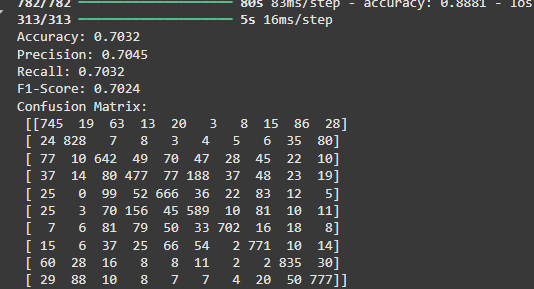 782/782 ━━━━━━━━━━━━━━━━━━━━ 80s 83ms/step - accuracy: 0.8881 - los
313/313 ━━━━━━━━━━━━━━━━━━━━ 5s 16ms/step
Accuracy: 0.7032
Precision: 0.7045
Recall: 0.7032
F1-Score: 0.7024
Confusion Matrix:
[[745 19 63 13 20 3 8 15 86 28]
[ 24 828 7 8 3 4 5 6 35 80]
[ 77 10 642 49 70 47 28 45 22 10]
[ 37 14 80 477 77 188 37 48 23 19]
[ 25 0 99 52 666 36 22 83 12 5]
[ 25 3 70 156 45 589 10 81 10 11]
[ 7 6 81 79 50 33 702 16 18 8]
[ 15 6 37 25 66 54 2 771 10 14]
[ 60 28 16 8 8 11 2 2 835 30]
[ 29 88 10 8 7 7 4 20 50 777]]